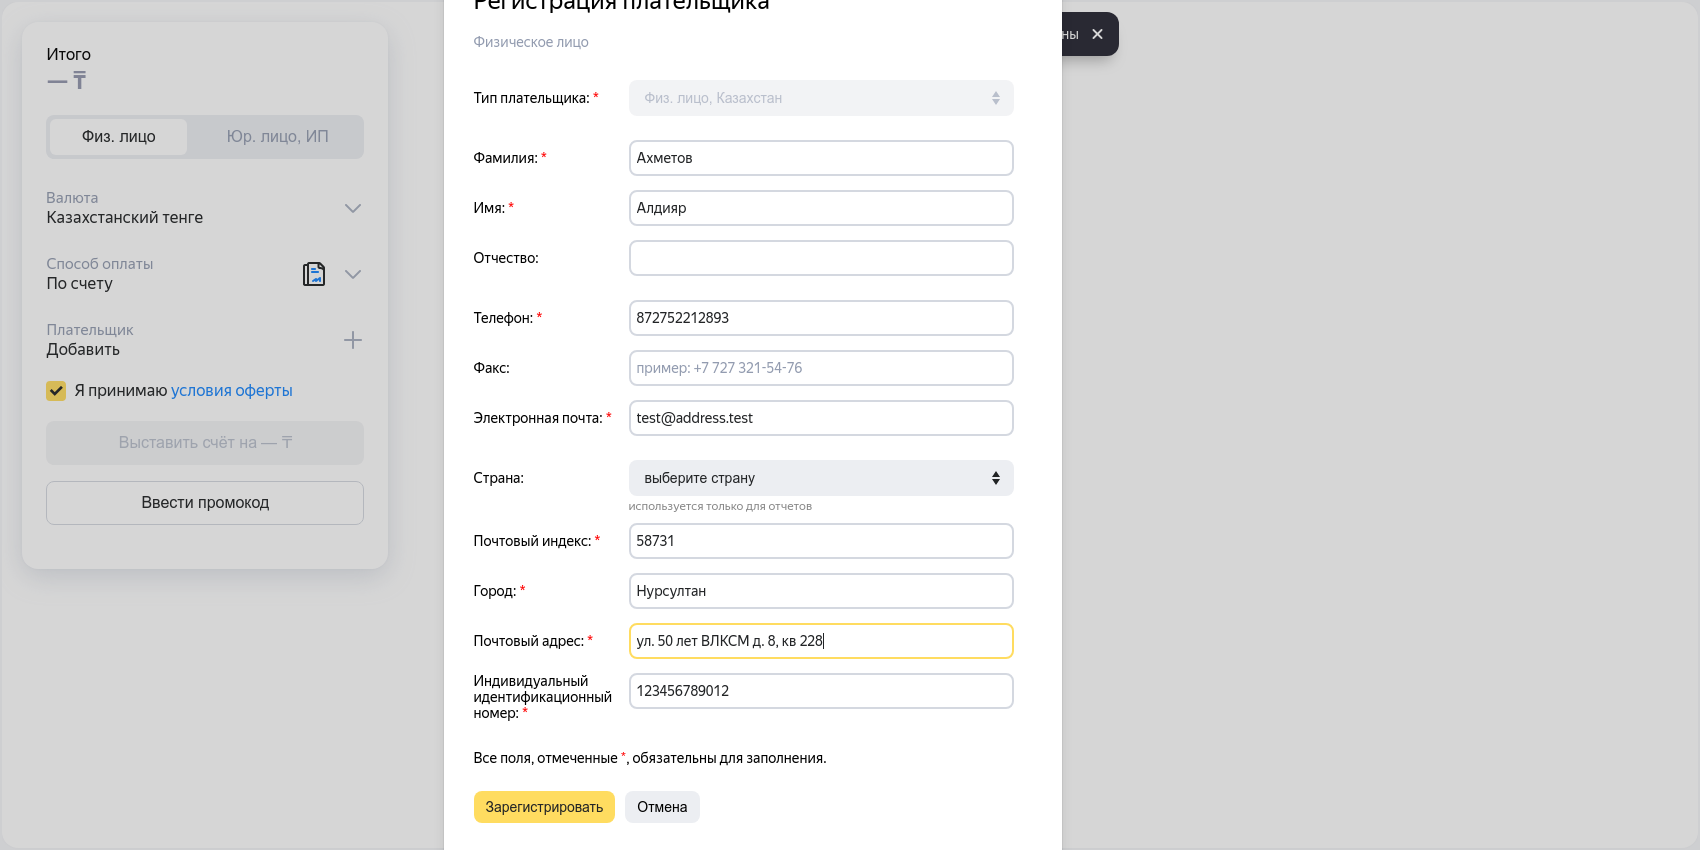 Итого
— ₸
Физ. лицо
Юр. лицо, ИП
Валюта
Казахстанский тенге
Способ оплаты
По счету
Плательщик
Добавить
Я принимаю условия оферты
Выставить счёт на — ₸
Ввести промокод
Регистрация плательщика
Физическое лицо
Тип плательщика: * Физ. лицо, Казахстан
Фамилия: * Ахметов
Имя: * Алдияр
Отчество:
Телефон: * 872752212893
Факс: пример: +7 727 321-54-76
Электронная почта: * test@address.test
Страна: выберите страну
используется только для отчетов
Почтовый индекс: * 58731
Город: * Нурсултан
Почтовый адрес: * ул. 50 лет ВЛКСМ д. 8, кв 228
Индивидуальный
идентификационный
номер: *
123456789012
Все поля, отмеченные *, обязательны для заполнения.
Зарегистрировать
Отмена
ны